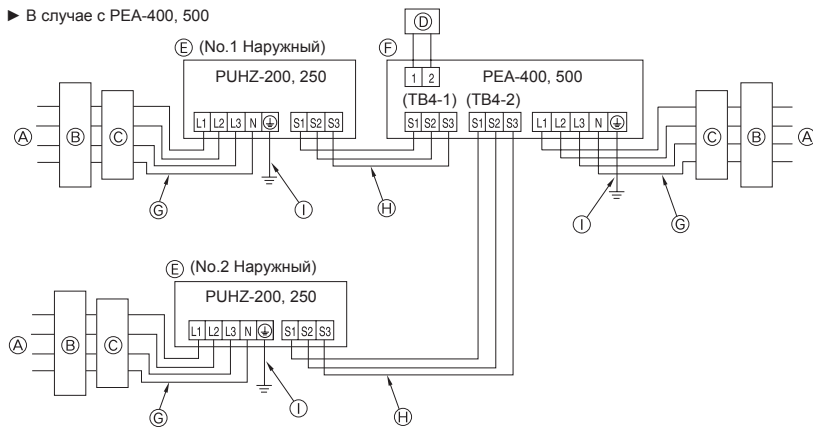 ► В случае с PEA-400, 500
Ⓔ (No.1 Наружный)
PUHZ-200, 250
L1 L2 L3 N S1 S2 S3
Ⓐ Ⓑ Ⓒ
Ⓖ Ⓘ Ⓗ
Ⓓ
Ⓕ
1 2 PEA-400, 500
(TB4-1) (TB4-2)
S1 S2 S3 S1 S2 S3 L1 L2 L3 N
Ⓒ Ⓑ Ⓐ
Ⓘ Ⓖ
Ⓔ (No.2 Наружный)
PUHZ-200, 250
L1 L2 L3 N S1 S2 S3
Ⓐ Ⓑ Ⓒ
Ⓖ Ⓘ Ⓗ